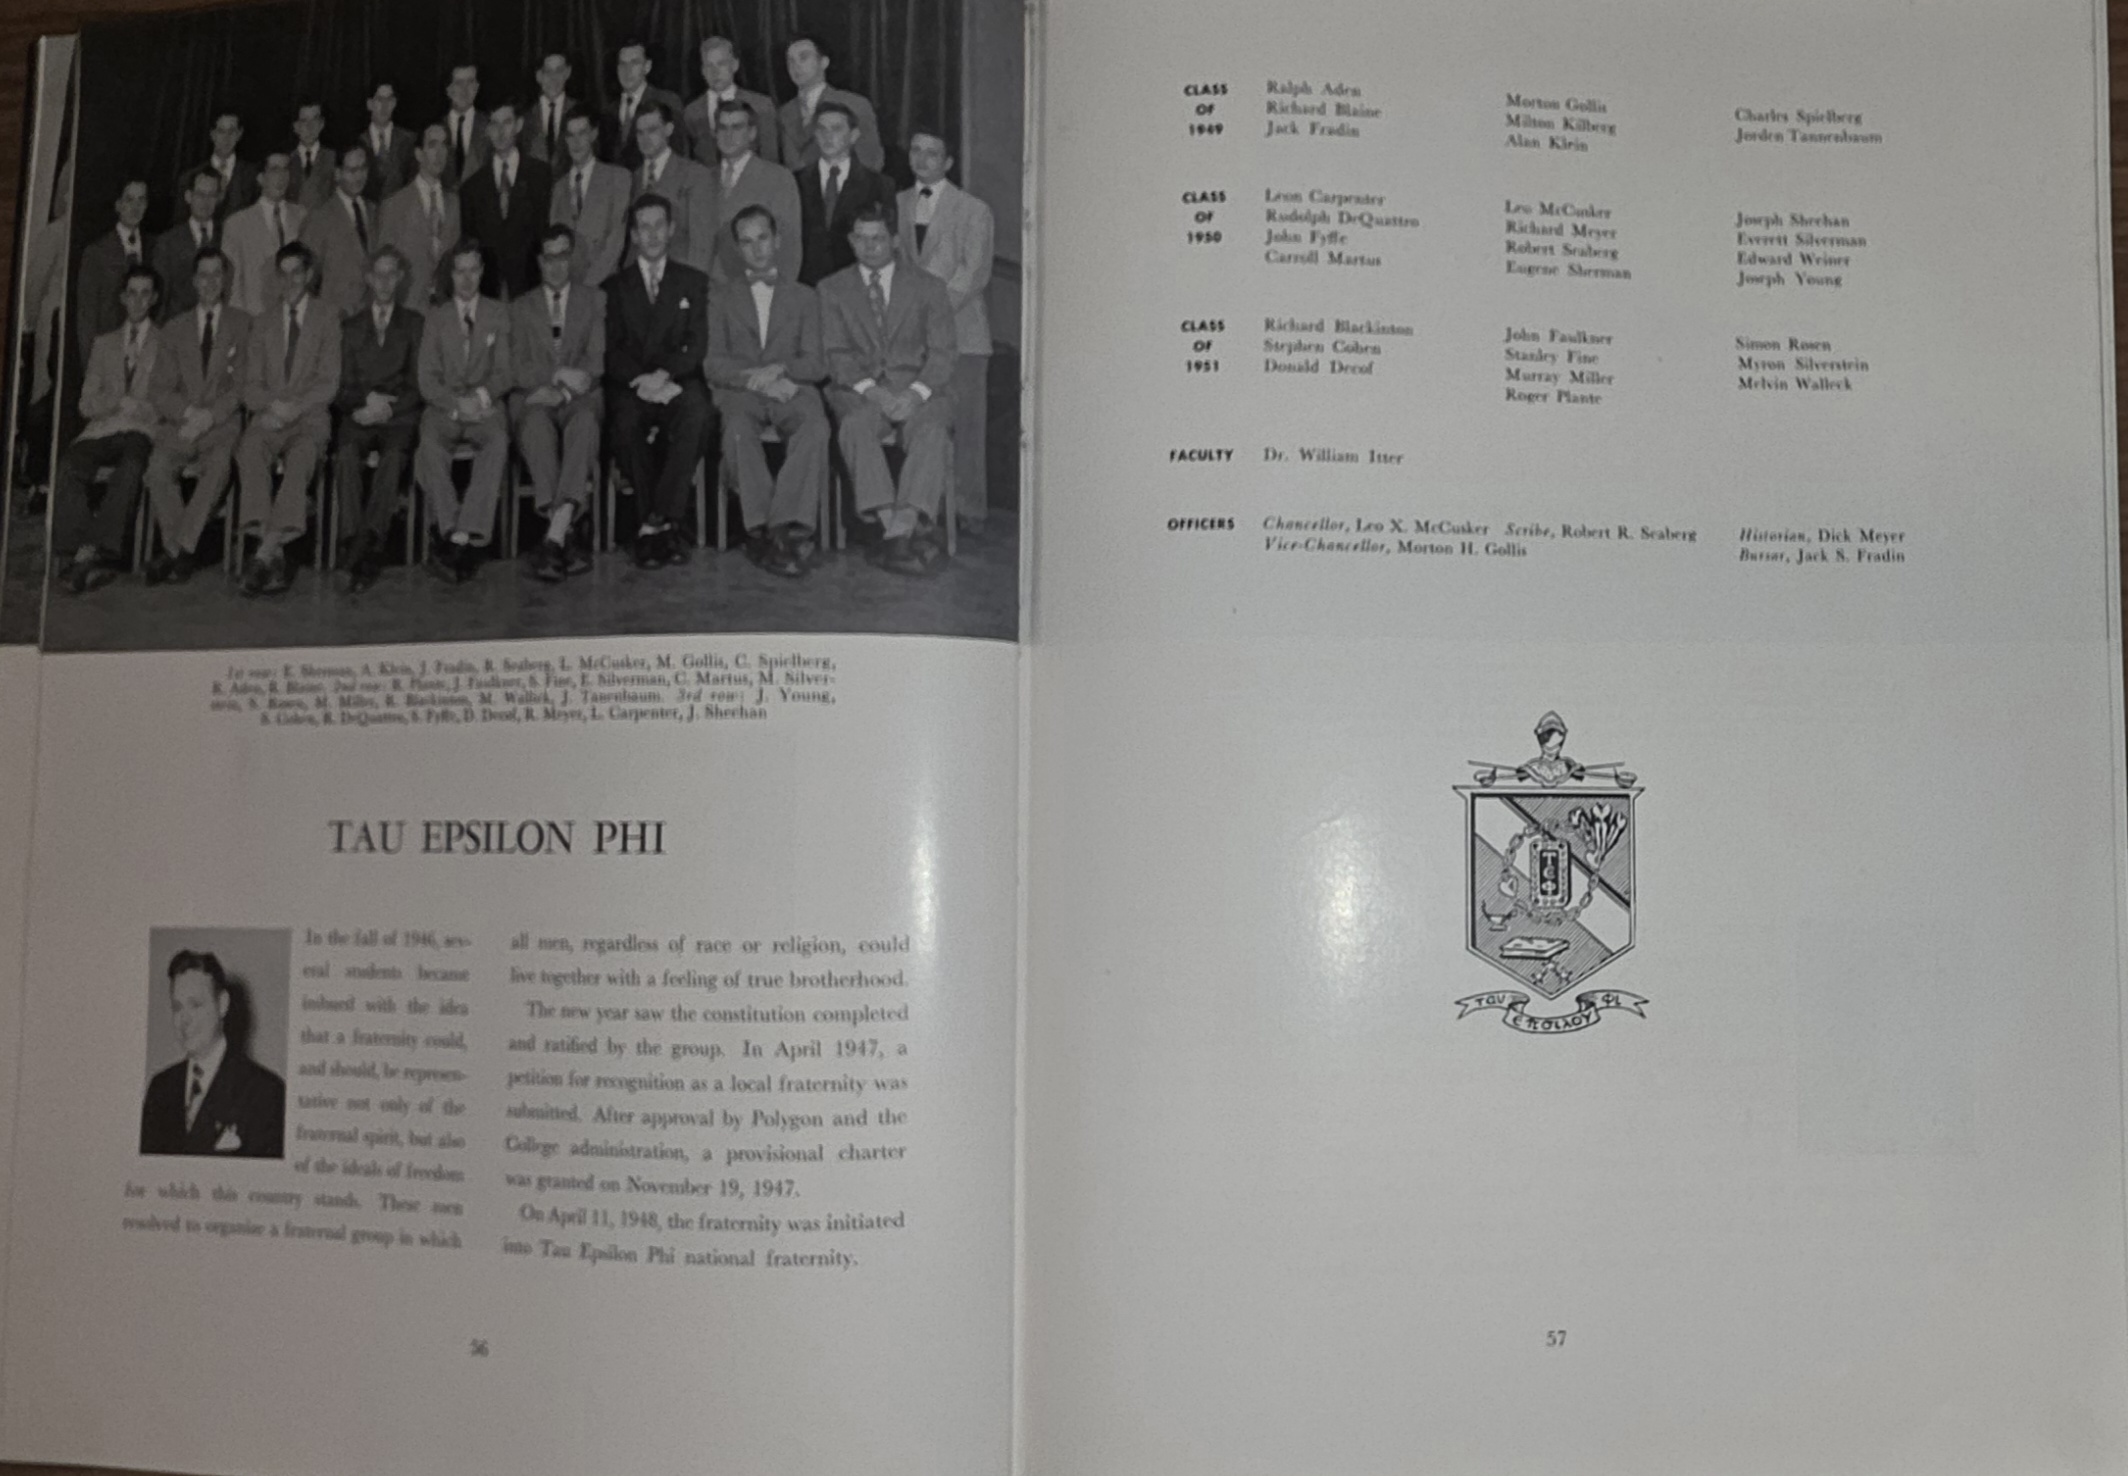 1st row: E. Sherman, A. Klein, J. Fradin, R. Seaberg, L. McCusker, M. Gollis, C. Spielberg,
R. Aden, R. Blaine. 2nd row: R. Plante, J. Faulkner, S. Fine, E. Silverman, C. Martus, M. Silver-
stein, S. Rosen, M. Miller, R. Blackinton, M. Wallick, J. Tanenbaum. 3rd row: J. Young,
S. Cohen, R. DeQuattro, S. Fyffe, D. Decof, R. Meyer, L. Carpenter, J. Sheehan
TAU EPSILON PHI
In the fall of 1946, sev-
eral students became
imbued with the idea
that a fraternity could,
and should, be represen-
tative not only of the
fraternal spirit, but also
of the ideals of freedom
for which this country stands. These men
resolved to organize a fraternal group in which
all men, regardless of race or religion, could
live together with a feeling of true brotherhood.
The new year saw the constitution completed
and ratified by the group. In April 1947, a
petition for recognition as a local fraternity was
submitted. After approval by Polygon and the
College administration, a provisional charter
was granted on November 19, 1947.
On April 11, 1948, the fraternity was initiated
into Tau Epsilon Phi national fraternity.
56
CLASS OF 1949
Ralph Aden
Richard Blaine
Jack Fradin
Morton Gollis
Milton Kilberg
Alan Klein
Charles Spielberg
Jorden Tannenbaum
CLASS OF 1950
Leon Carpenter
Rudolph DeQuattro
John Fyffe
Carroll Martus
Leo McCusker
Richard Meyer
Robert Seaberg
Eugene Sherman
Joseph Sheehan
Everett Silverman
Edward Weiner
Joseph Young
CLASS OF 1951
Richard Blackinton
Stephen Cohen
Donald Decof
John Faulkner
Stanley Fine
Murray Miller
Roger Plante
Simon Rosen
Myron Silverstein
Melvin Walleck
FACULTY Dr. William Itter
OFFICERS Chancellor, Leo X. McCusker Scribe, Robert R. Seaberg Historian, Dick Meyer
Vice-Chancellor, Morton H. Gollis Bursar, Jack S. Fradin
ΤΕΦ
ταυ εποιλου φι
57